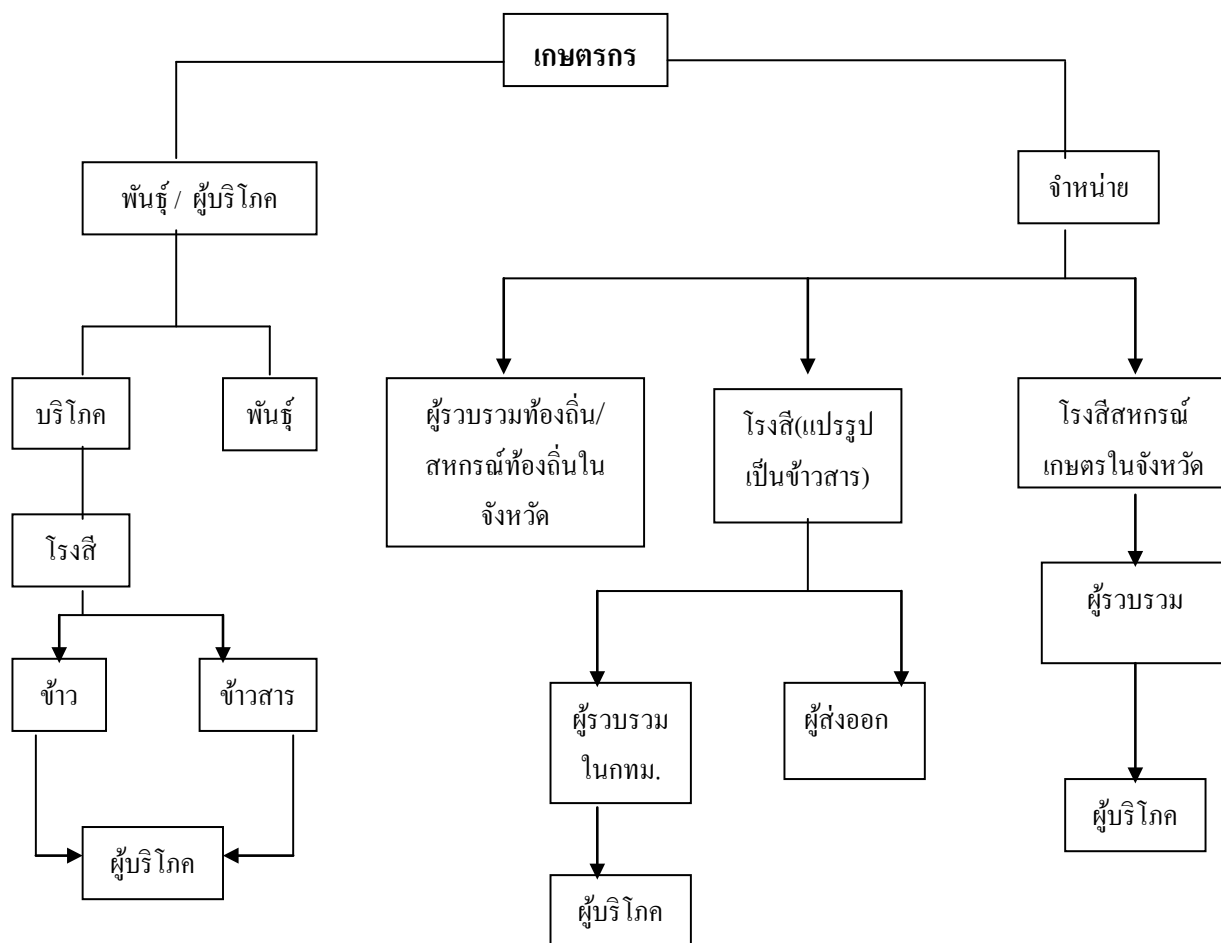 เกษตรกร
พันธุ์ / ผู้บริโภค
จำหน่าย
บริโภค
พันธุ์
ผู้รวบรวมท้องถิ่น/
สหกรณ์ท้องถิ่นใน
จังหวัด
โรงสี(แปรรูป
เป็นข้าวสาร)
โรงสีสหกรณ์
เกษตรในจังหวัด
โรงสี
ผู้รวบรวม
ข้าว
ข้าวสาร
ผู้รวบรวม
ในกทม.
ผู้ส่งออก
ผู้บริโภค
ผู้บริโภค
ผู้บริโภค